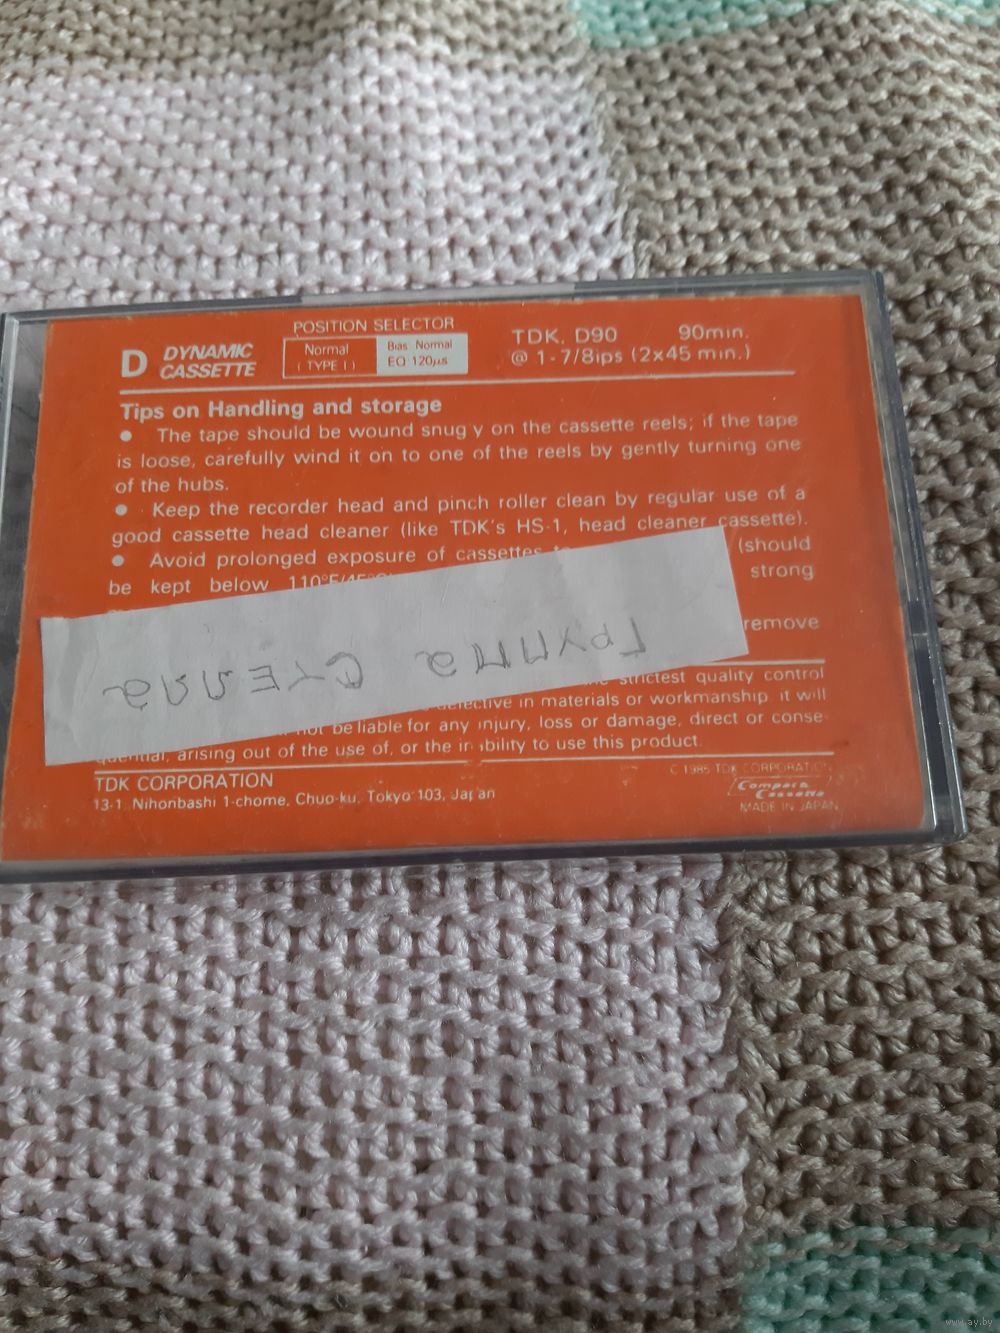 POSITION SELECTOR
D DYNAMIC CASSETTE
Normal (TYPE I)
Bias Normal
EQ 120μs
TDK. D90 90min.
@ 1-7/8ips (2x45 min.)
Tips on Handling and storage
● The tape should be wound snug y on the cassette reels; if the tape
is loose, carefully wind it on to one of the reels by gently turning one
of the hubs.
● Keep the recorder head and pinch roller clean by regular use of a
good cassette head cleaner (like TDK's HS-1, head cleaner cassette).
● Avoid prolonged exposure of cassettes (should
be kept below 110°F/45° strong
remove
Группа Стелла
strictest quality control
in materials or workmanship it will
not be liable for any injury, loss or damage, direct or conse-
quential, arising out of the use of, or the inability to use this product.
TDK CORPORATION
13-1, Nihonbashi 1-chome, Chuo-ku, Tokyo 103, Japan
C 1985 TDK CORPORATION
Compact Cassette
MADE IN JAPAN
www.ay.by